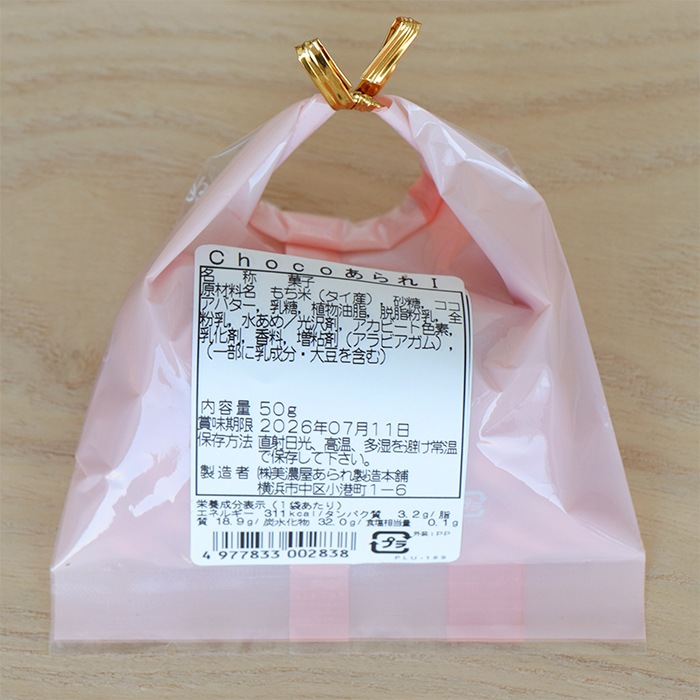 ChocoあられI
名 称 菓子
原材料名 もち米（タイ産）、砂糖、ココ
アバター、乳糖、植物油脂、脱脂粉乳、全
粉乳、水あめ／光沢剤、アカビート色素、
乳化剤、香料、増粘剤（アラビアガム）、
（一部に乳成分・大豆を含む）
内容量 50g
賞味期限 2026年07月11日
保存方法 直射日光、高温、多湿を避け常温
で保存して下さい。
製造者 ㈱美濃屋あられ製造本舗
横浜市中区小港町1－6
栄養成分表示（1袋あたり）
エネルギー 311kcal/タンパク質 3.2g/脂
質 18.9g/炭水化物 32.0g/食塩相当量 0.1g
4 977833 002838
プラ
外装:PP
PLU-188